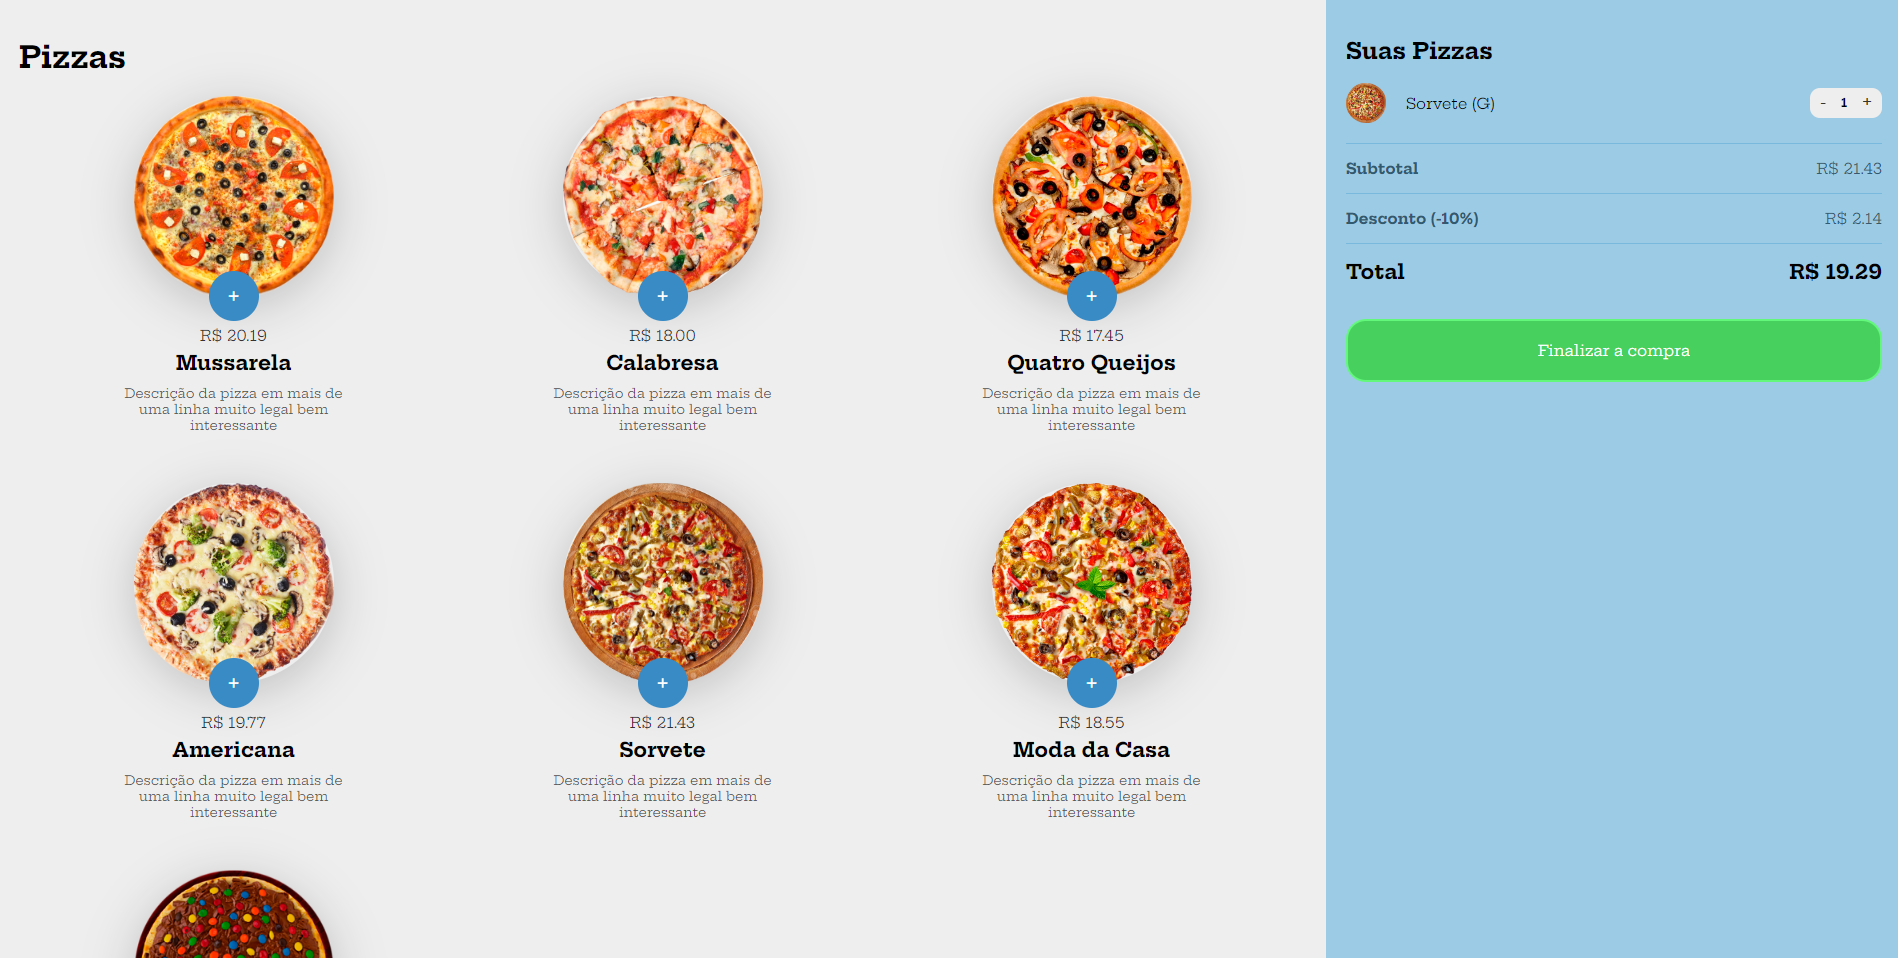 Pizzas
+
+
+
R$ 20.19
R$ 18.00
R$ 17.45
Mussarela
Calabresa
Quatro Queijos
Descrição da pizza em mais de
uma linha muito legal bem
interessante
Descrição da pizza em mais de
uma linha muito legal bem
interessante
Descrição da pizza em mais de
uma linha muito legal bem
interessante
+
+
+
R$ 19.77
R$ 21.43
R$ 18.55
Americana
Sorvete
Moda da Casa
Descrição da pizza em mais de
uma linha muito legal bem
interessante
Descrição da pizza em mais de
uma linha muito legal bem
interessante
Descrição da pizza em mais de
uma linha muito legal bem
interessante
Suas Pizzas
Sorvete (G) - 1 +
Subtotal R$ 21.43
Desconto (-10%) R$ 2.14
Total R$ 19.29
Finalizar a compra